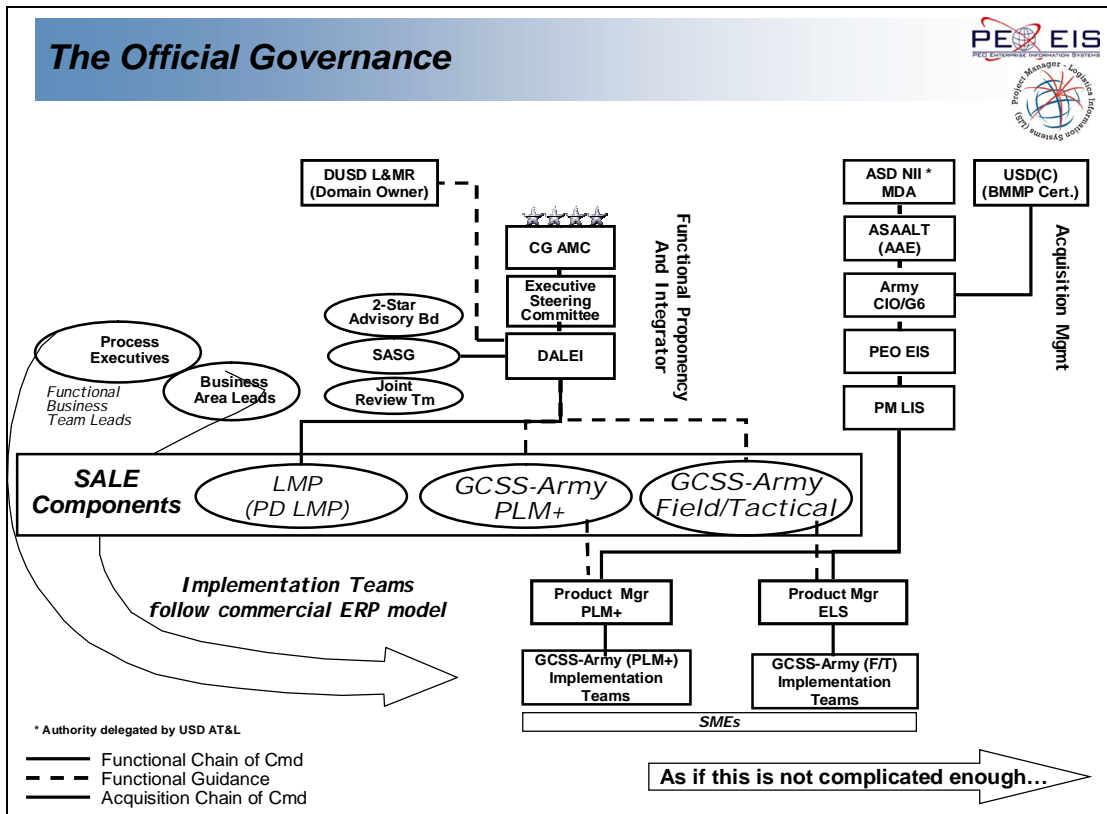 The Official Governance
PEO EIS
PEO ENTERPRISE INFORMATION SYSTEMS
Project Manager - Logistics Information Systems (LIS)
DUSD L&MR
(Domain Owner)
CG AMC
Executive
Steering
Committee
DALEI
2-Star
Advisory Bd
SASG
Joint
Review Tm
Functional Proponency
And Integrator
ASD NII *
MDA
USD(C)
(BMMP Cert.)
ASAALT
(AAE)
Army
CIO/G6
PEO EIS
PM LIS
Acquisition Mgmt
Process
Executives
Business
Area Leads
Functional
Business
Team Leads
SALE
Components
LMP
(PD LMP)
GCSS-Army
PLM+
GCSS-Army
Field/Tactical
Implementation Teams
follow commercial ERP model
Product Mgr
PLM+
Product Mgr
ELS
GCSS-Army (PLM+)
Implementation
Teams
GCSS-Army (F/T)
Implementation
Teams
SMEs
* Authority delegated by USD AT&L
Functional Chain of Cmd
Functional Guidance
Acquisition Chain of Cmd
As if this is not complicated enough…